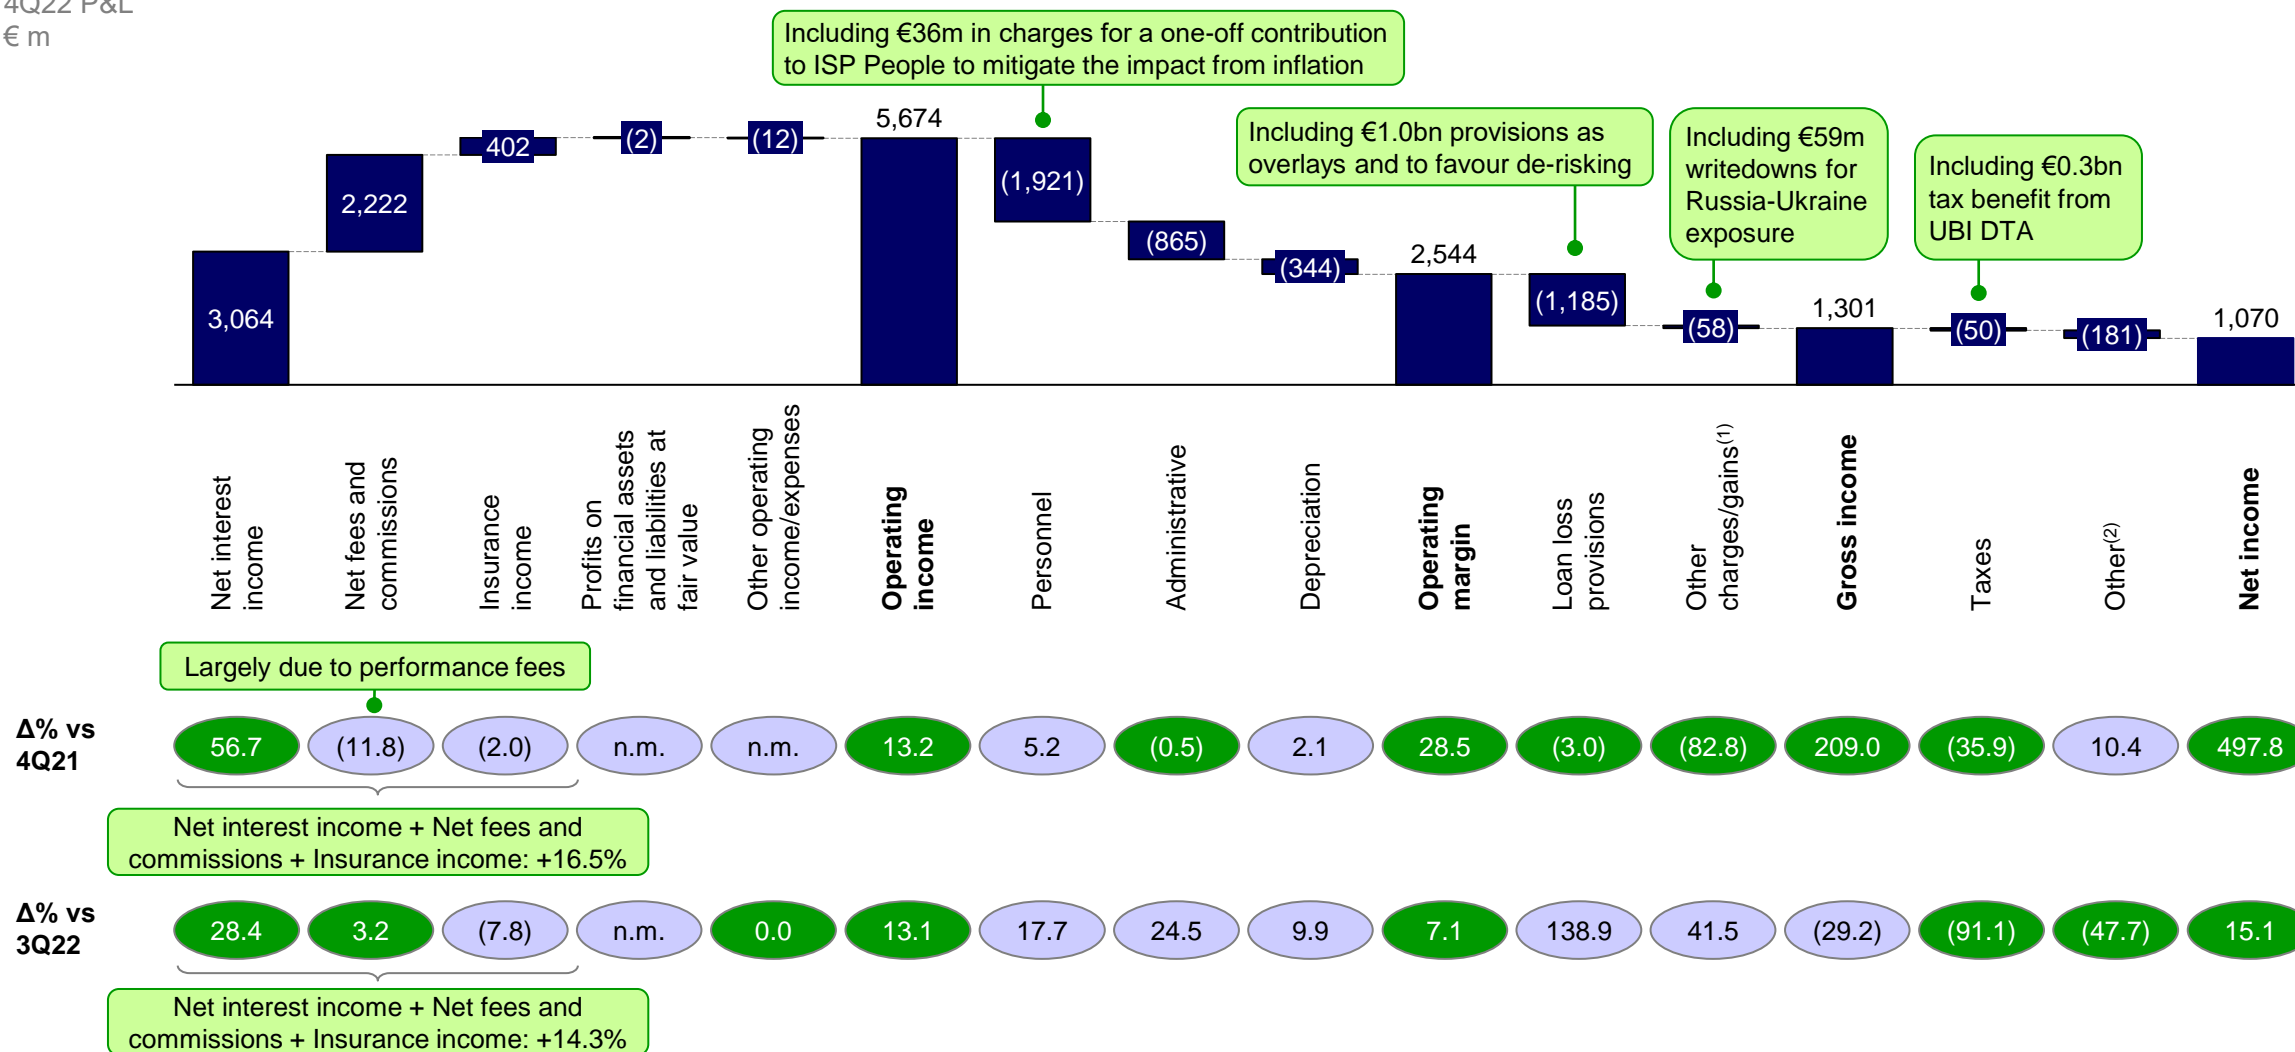 4Q22 P&L
€ m
Including €36m in charges for a one-off contribution
to ISP People to mitigate the impact from inflation
Including €1.0bn provisions as
overlays and to favour de-risking
Including €59m
writedowns for
Russia-Ukraine
exposure
Including €0.3bn
tax benefit from
UBI DTA
3,064
2,222
402
(2)
(12)
5,674
(1,921)
(865)
(344)
2,544
(1,185)
(58)
1,301
(50)
(181)
1,070
Net interest
income
Net fees and
commissions
Insurance
income
Profits on
financial assets
and liabilities at
fair value
Other operating
income/expenses
Operating
income
Personnel
Administrative
Depreciation
Operating
margin
Loan loss
provisions
Other
charges/gains(1)
Gross income
Taxes
Other(2)
Net income
Largely due to performance fees
Δ% vs
4Q21
56.7
(11.8)
(2.0)
n.m.
n.m.
13.2
5.2
(0.5)
2.1
28.5
(3.0)
(82.8)
209.0
(35.9)
10.4
497.8
Net interest income + Net fees and
commissions + Insurance income: +16.5%
Δ% vs
3Q22
28.4
3.2
(7.8)
n.m.
0.0
13.1
17.7
24.5
9.9
7.1
138.9
41.5
(29.2)
(91.1)
(47.7)
15.1
Net interest income + Net fees and
commissions + Insurance income: +14.3%